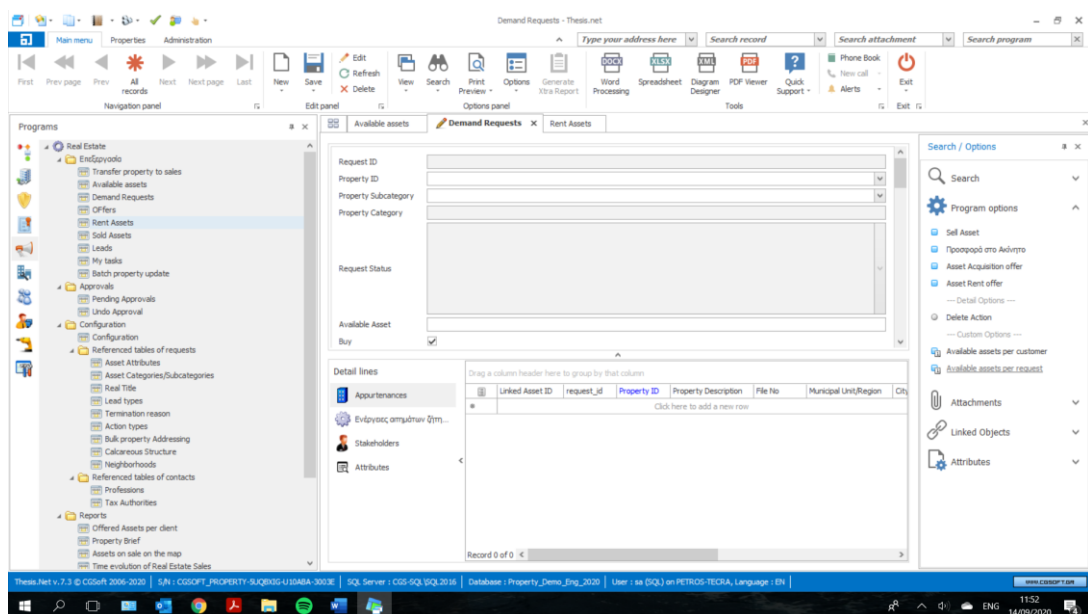 Demand Requests - Thesis.net
Main menu Properties Administration
Type your address here Search record Search attachment Search program
First Prev page Prev All records Next Next page Last
Navigation panel
New Save Edit Refresh Delete
Edit panel
View Search Print Preview Options Generate Xtra Report
Options panel
DOCX Word Processing XLSX Spreadsheet XML Diagram Designer PDF PDF Viewer ? Quick Support Phone Book New call Alerts
Tools
Exit
Exit
Programs
Real Estate
Επεξεργασία
Transfer property to sales
Available assets
Demand Requests
OFfers
Rent Assets
Sold Assets
Leads
My tasks
Batch property update
Approvals
Pending Approvals
Undo Approval
Configuration
Configuration
Referenced tables of requests
Asset Attributes
Asset Categories/Subcategories
Real Title
Lead types
Termination reason
Action types
Bulk property Addressing
Calcareous Structure
Neighborhoods
Referenced tables of contacts
Professions
Tax Authorities
Reports
Offered Assets per client
Property Brief
Assets on sale on the map
Time evolution of Real Estate Sales
Available assets Demand Requests Rent Assets
Request ID
Property ID
Property Subcategory
Property Category
Request Status
Available Asset
Buy
Detail lines
Appurtenances
Ενέργειες αιτημάτων ζήτη...
Stakeholders
Attributes
Drag a column header here to group by that column
Linked Asset ID request_id Property ID Property Description File No Municipal Unit/Region City
Click here to add a new row
Record 0 of 0
Search / Options
Search
Program options
Sell Asset
Προσφορά στο Ακίνητο
Asset Acquisition offer
Asset Rent offer
--- Detail Options ---
Delete Action
--- Custom Options ---
Available assets per customer
Available assets per request
Attachments
Linked Objects
Attributes
Thesis.Net v.7.3 © CGSoft 2006-2020 S/N : CGSOFT_PROPERTY-5UQBXIG-U10ABA-3003E SQL Server : CGS-SQL\SQL2016 Database : Property_Demo_Eng_2020 User : sa (SQL) on PETROS-TECRA, Language : EN WWW.CGSOFT.GR
ENG 11:52
14/09/2020